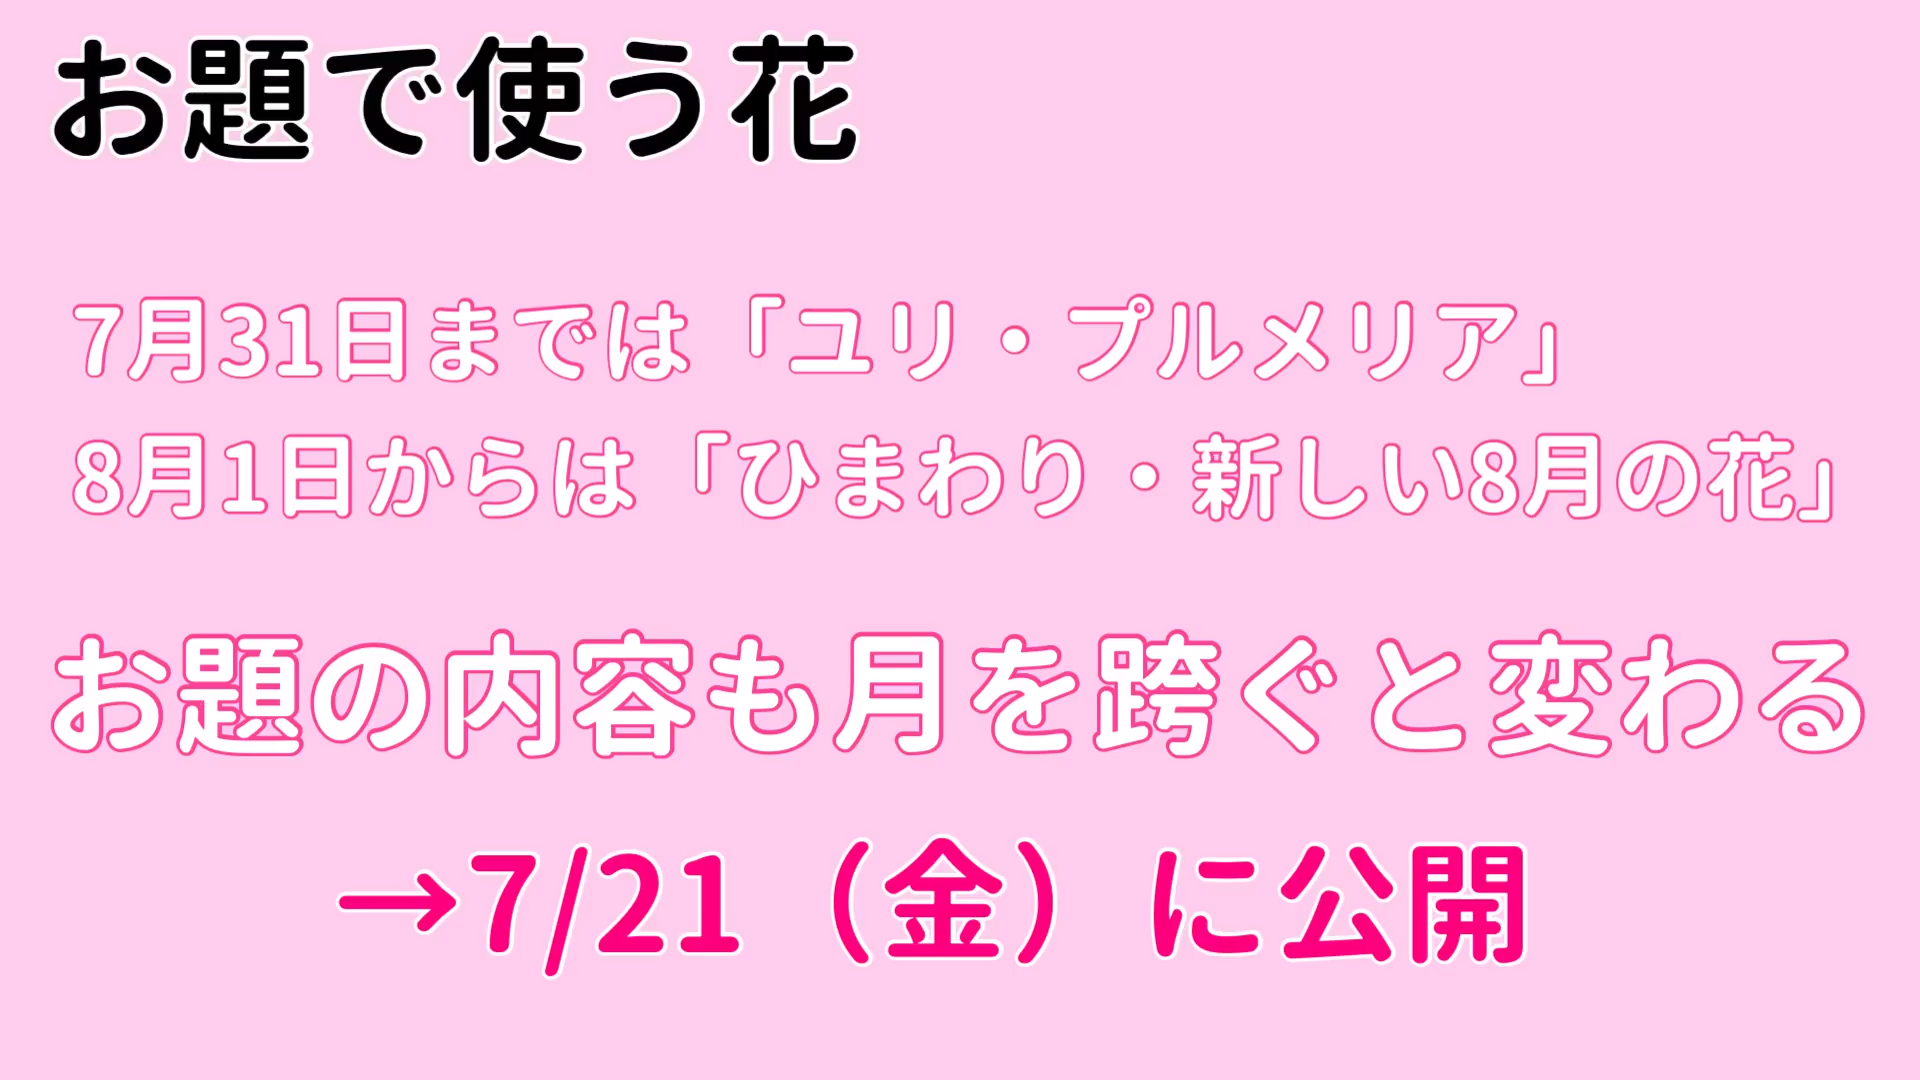 お題で使う花
7月31日までは「ユリ・プルメリア」
8月1日からは「ひまわり・新しい8月の花」
お題の内容も月を跨ぐと変わる
→7/21（金）に公開